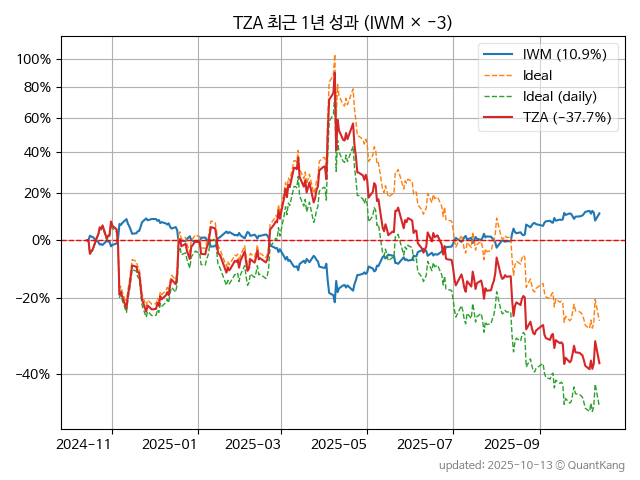 TZA 최근 1년 성과 (IWM × −3)
IWM (10.9%)
Ideal
Ideal (daily)
TZA (−37.7%)
100%
80%
60%
40%
20%
0%
−20%
−40%
2024-11
2025-01
2025-03
2025-05
2025-07
2025-09
updated: 2025-10-13 © QuantKang